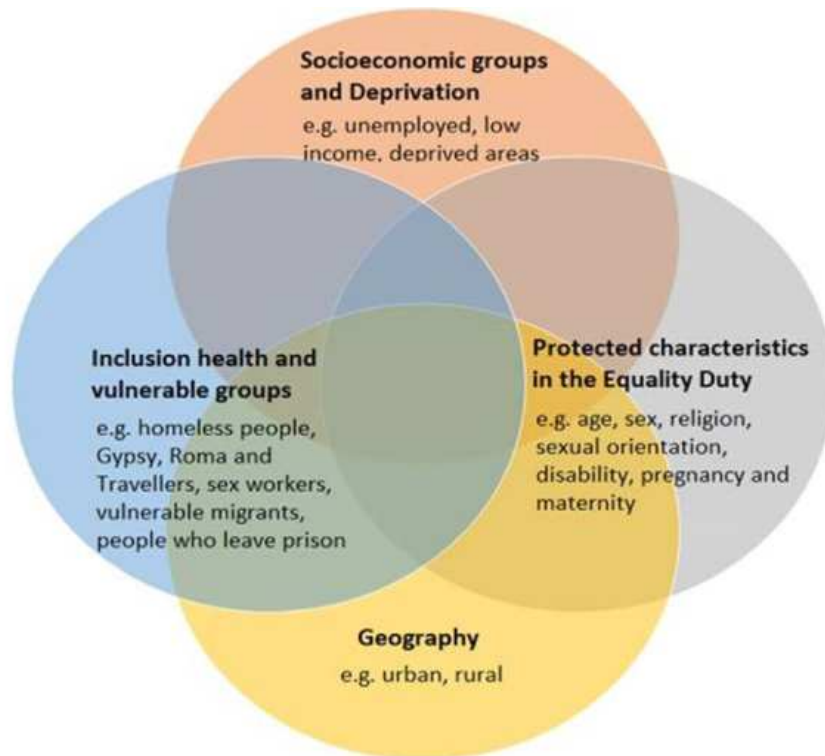 Socioeconomic groups
and Deprivation
e.g. unemployed, low
income, deprived areas
Inclusion health and
vulnerable groups
e.g. homeless people,
Gypsy, Roma and
Travellers, sex workers,
vulnerable migrants,
people who leave prison
Protected characteristics
in the Equality Duty
e.g. age, sex, religion,
sexual orientation,
disability, pregnancy and
maternity
Geography
e.g. urban, rural